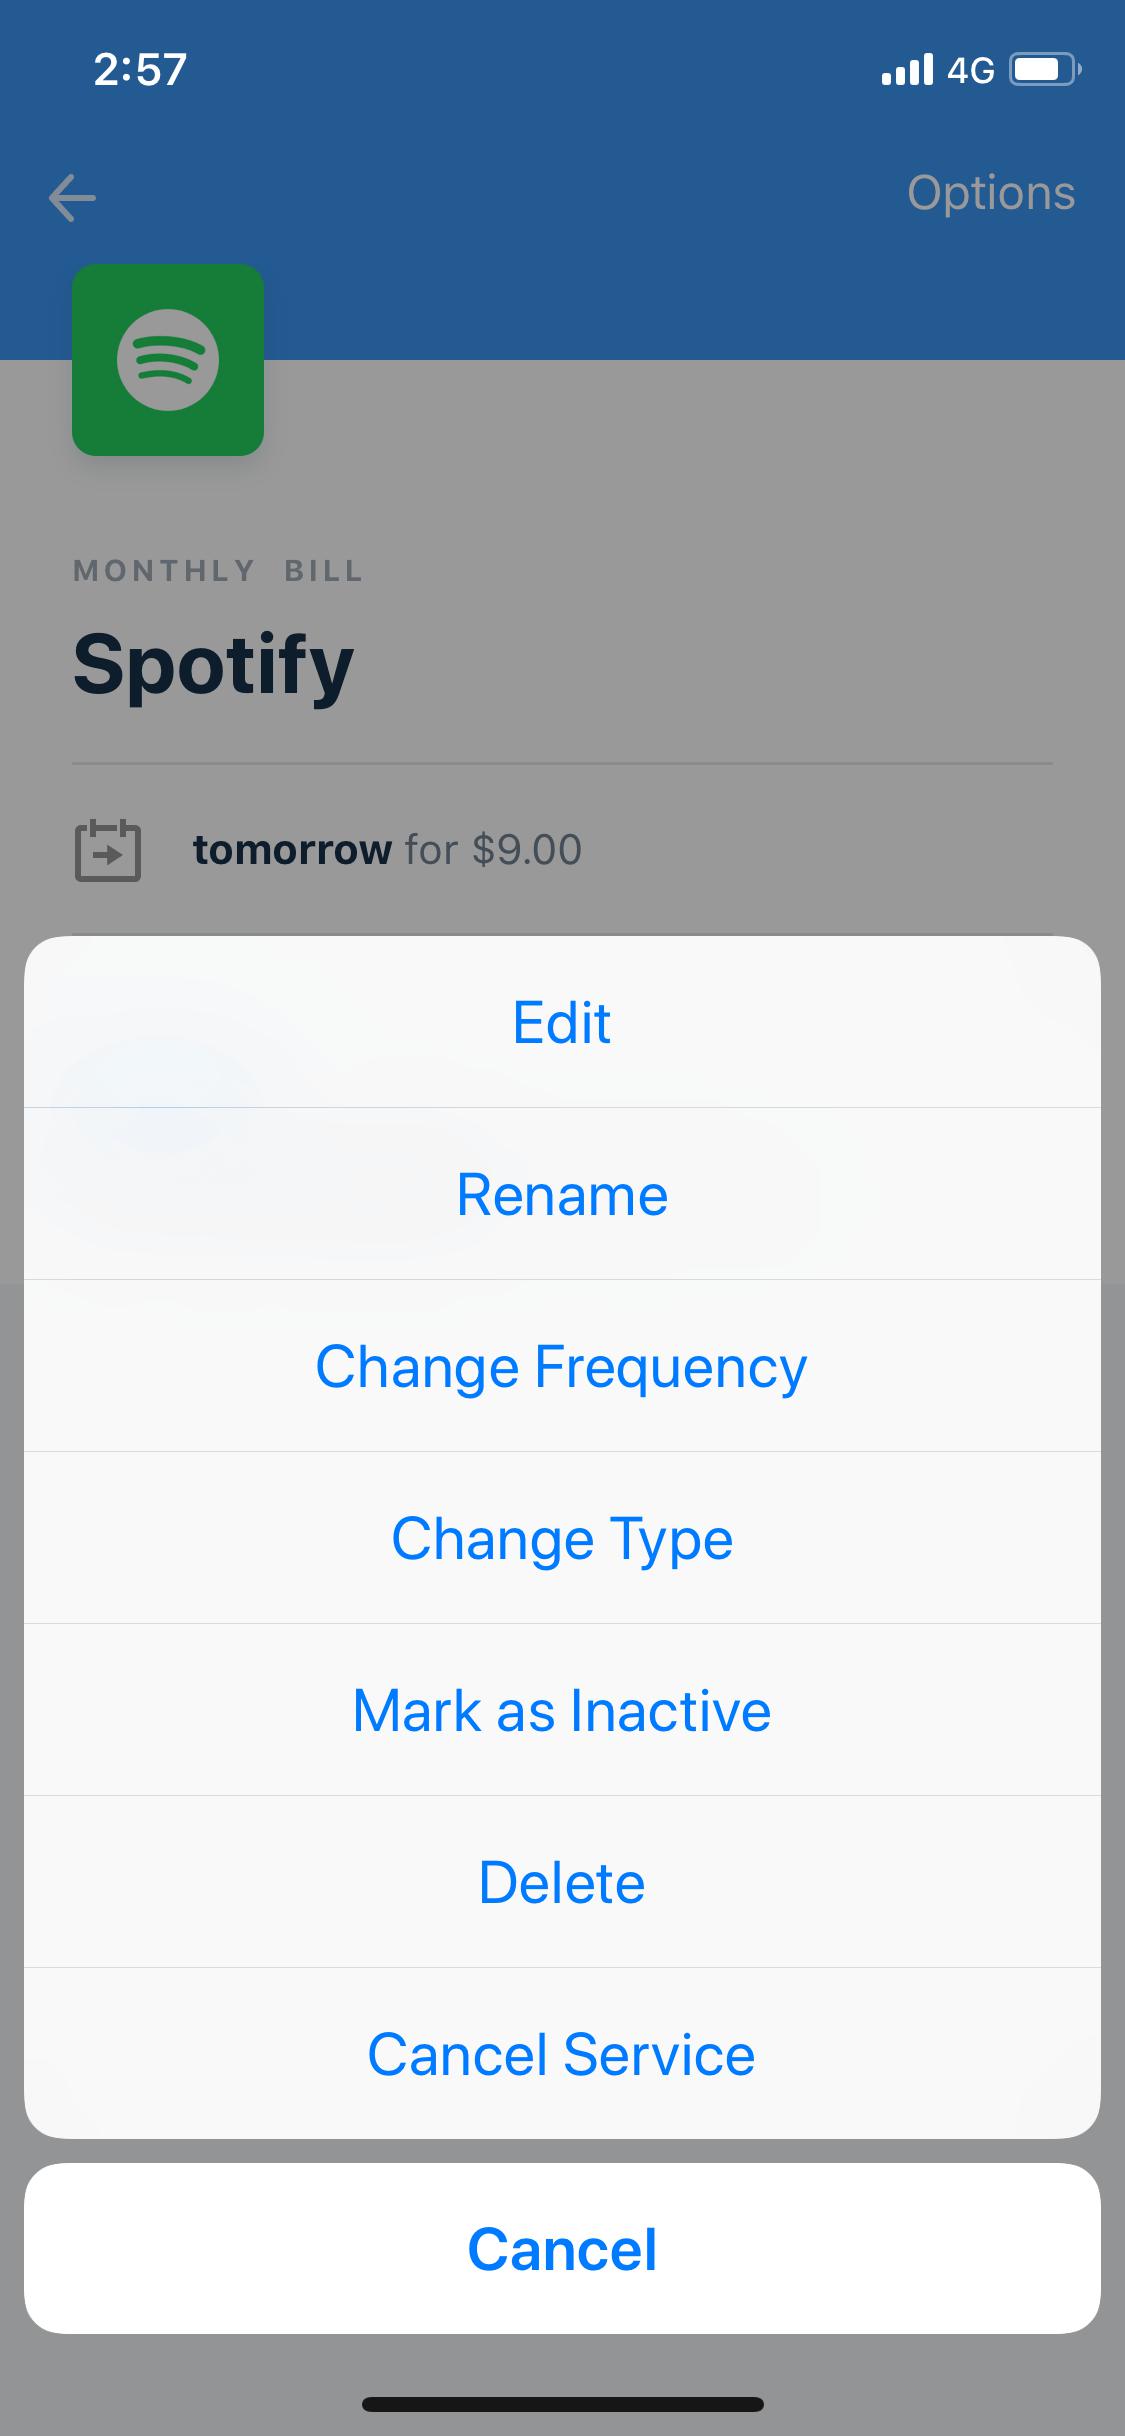 2:57
4G
Options
MONTHLY BILL
Spotify
tomorrow for $9.00
Edit
Rename
Change Frequency
Change Type
Mark as Inactive
Delete
Cancel Service
Cancel